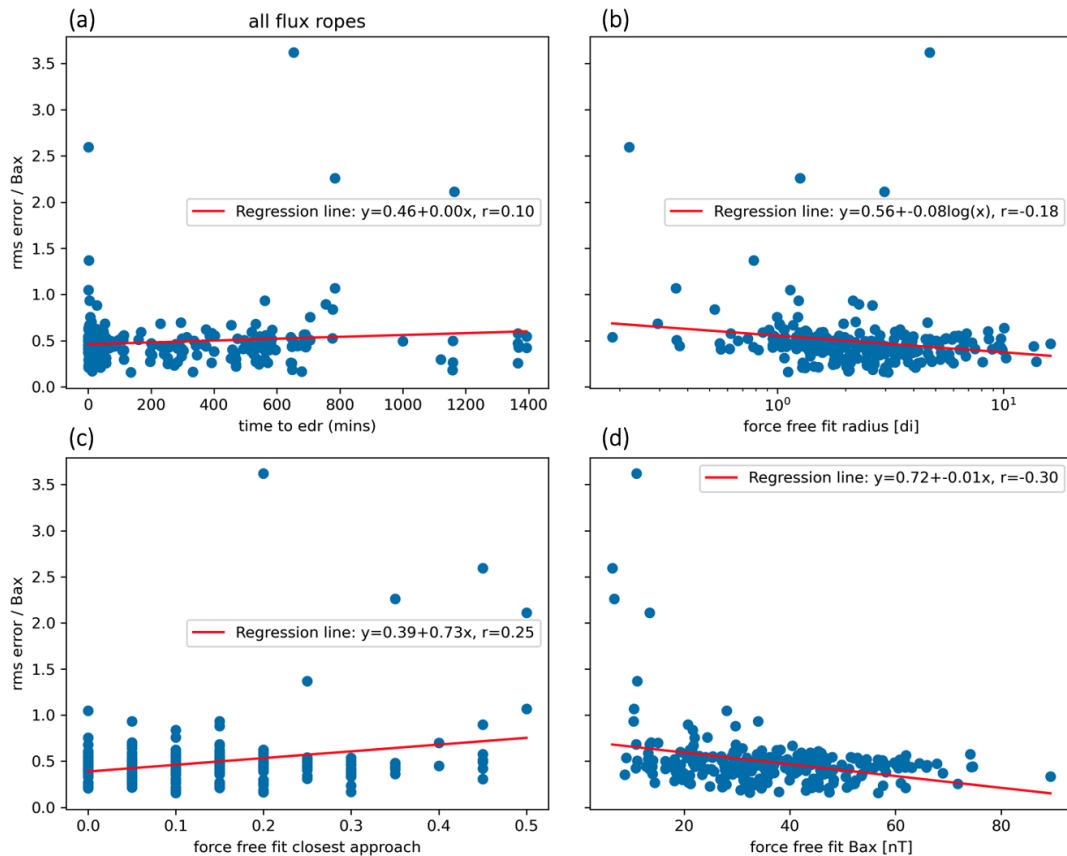 (a)
all flux ropes
(b)
rms error / Bax
3.5
3.0
2.5
2.0
1.5
1.0
0.5
0.0
Regression line: y=0.46+0.00x, r=0.10
Regression line: y=0.56+-0.08log(x), r=-0.18
0 200 400 600 800 1000 1200 1400
time to edr (mins)
10⁰ 10¹
force free fit radius [di]
(c)
(d)
rms error / Bax
3.5
3.0
2.5
2.0
1.5
1.0
0.5
0.0
Regression line: y=0.39+0.73x, r=0.25
Regression line: y=0.72+-0.01x, r=-0.30
0.0 0.1 0.2 0.3 0.4 0.5
force free fit closest approach
20 40 60 80
force free fit Bax [nT]